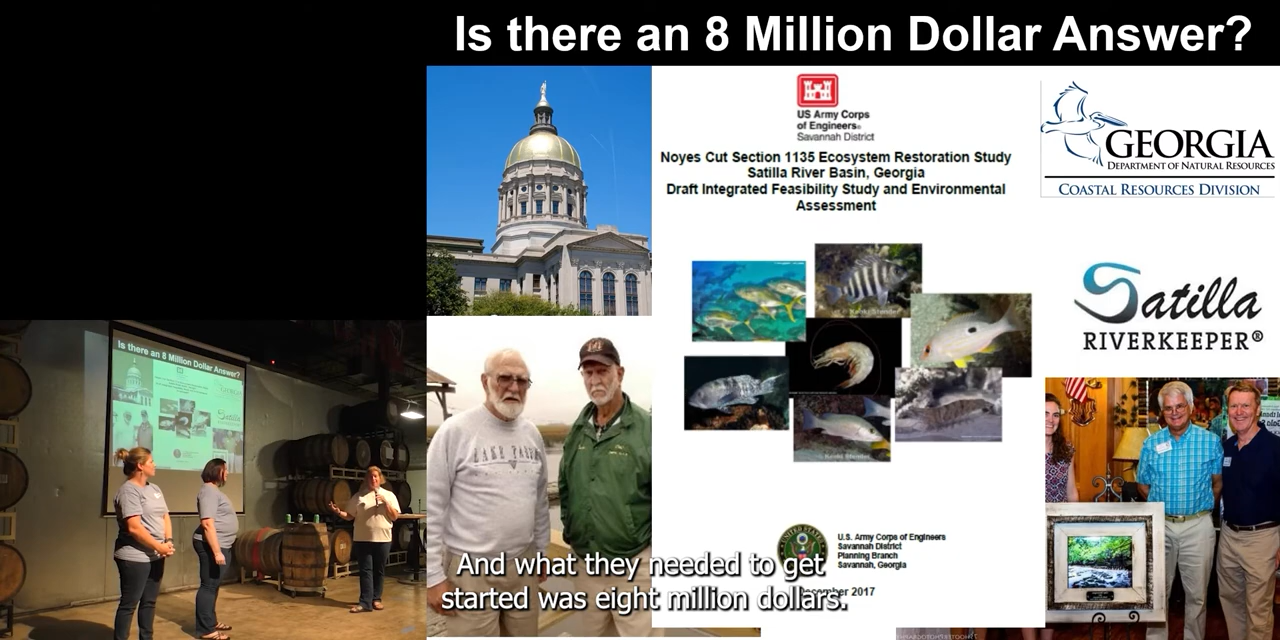 Is there an 8 Million Dollar Answer?
US Army Corps
of Engineers®
Savannah District
Noyes Cut Section 1135 Ecosystem Restoration Study
Satilla River Basin, Georgia
Draft Integrated Feasibility Study and Environmental
Assessment
GEORGIA
DEPARTMENT OF NATURAL RESOURCES
COASTAL RESOURCES DIVISION
Satilla
RIVERKEEPER®
Is there an 8 Million Dollar Answer?
Satilla
U.S. Army Corps of Engineers
Savannah District
Planning Branch
Savannah, Georgia
2017
And what they needed to get
started was eight million dollars.